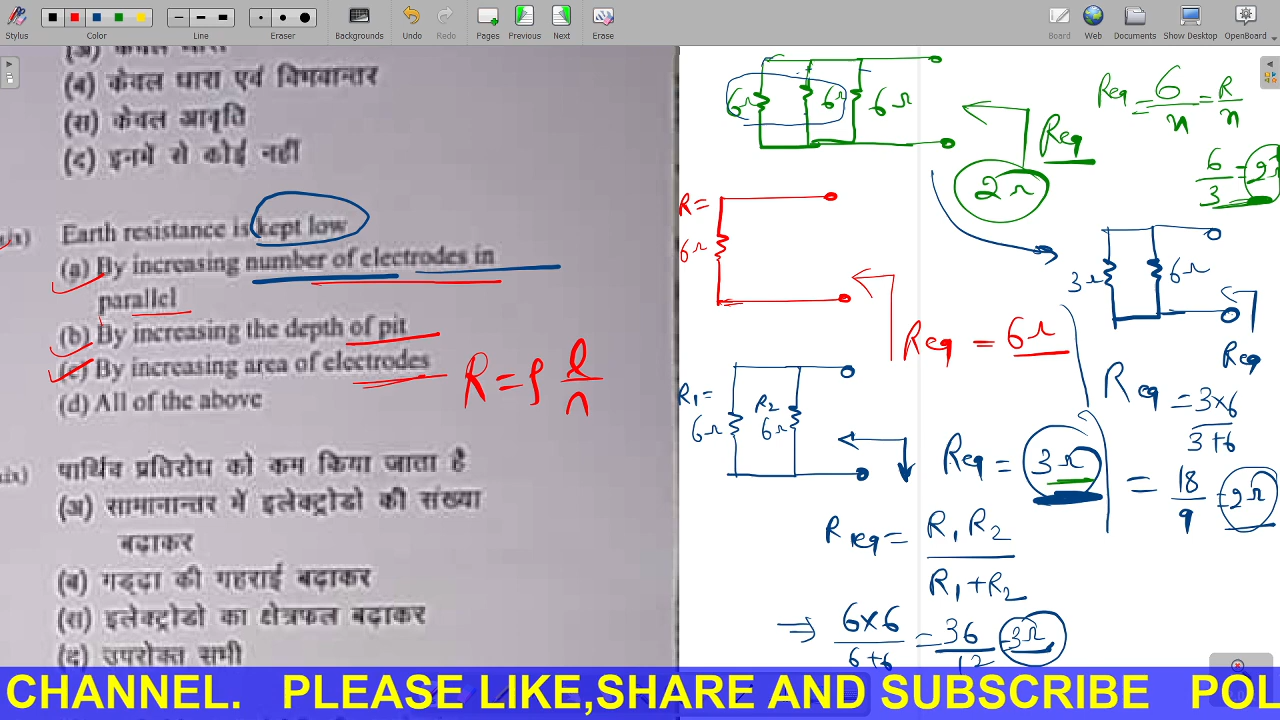 Stylus
Color
Line
Eraser
Backgrounds
Undo
Redo
Pages
Previous
Next
Erase
Board
Web
Documents
Show Desktop
OpenBoard
(ब) केवल धारा एवं विभवान्तर
(स) केवल आवृति
(द) इनमें से कोई नहीं
Earth resistance is kept low
(a) By increasing number of electrodes in
parallel
(b) By increasing the depth of pit
(c) By increasing area of electrodes
(d) All of the above
पार्थिव प्रतिरोध को कम किया जाता है
(अ) सामानान्तर में इलेक्ट्रोडो की संख्या
बढ़ाकर
(ब) गड्ढा की गहराई बढ़ाकर
(स) इलेक्ट्रोडो का क्षेत्रफल बढ़ाकर
(द) उपरोक्त सभी
R = ρ l/n
6Ω 6Ω 6Ω
Req
2Ω
Req = 6/n = R/n
6/3 = 2Ω
R=
6Ω
Req = 6Ω
3Ω 6Ω
Req
Req = 3×6/3+6
= 18/9 = 2Ω
R1=
6Ω
R2
6Ω
Req = 3Ω
Req = R1R2/R1+R2
⇒ 6×6/6+6 = 36/12 = 3Ω
CHANNEL. PLEASE LIKE,SHARE AND SUBSCRIBE POL